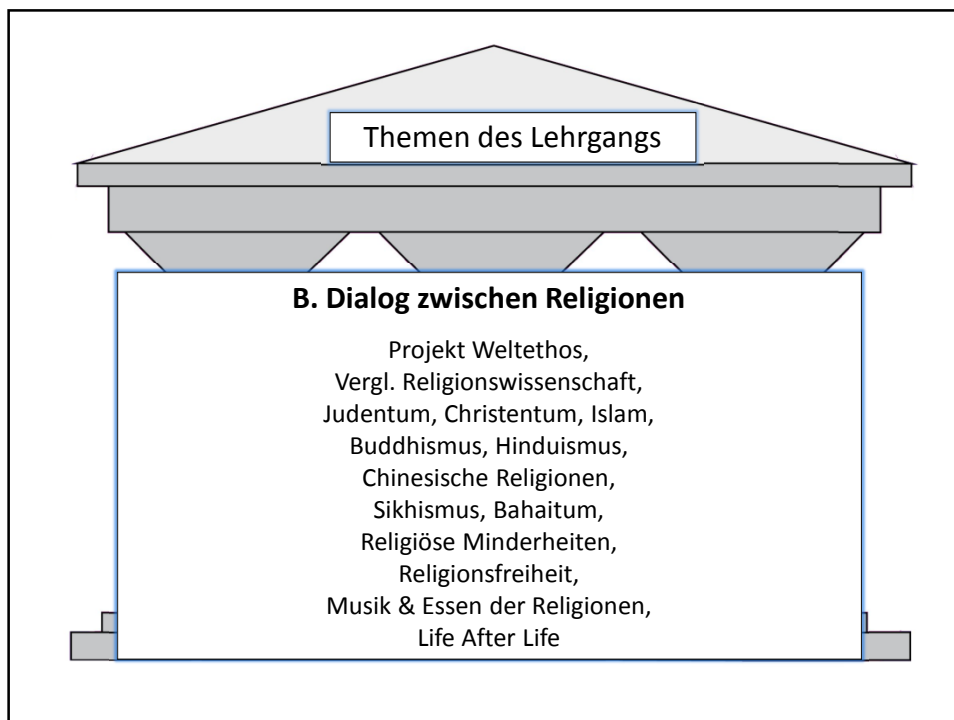 Themen des Lehrgangs
B. Dialog zwischen Religionen
Projekt Weltethos,
Vergl. Religionswissenschaft,
Judentum, Christentum, Islam,
Buddhismus, Hinduismus,
Chinesische Religionen,
Sikhismus, Bahaitum,
Religiöse Minderheiten,
Religionsfreiheit,
Musik & Essen der Religionen,
Life After Life